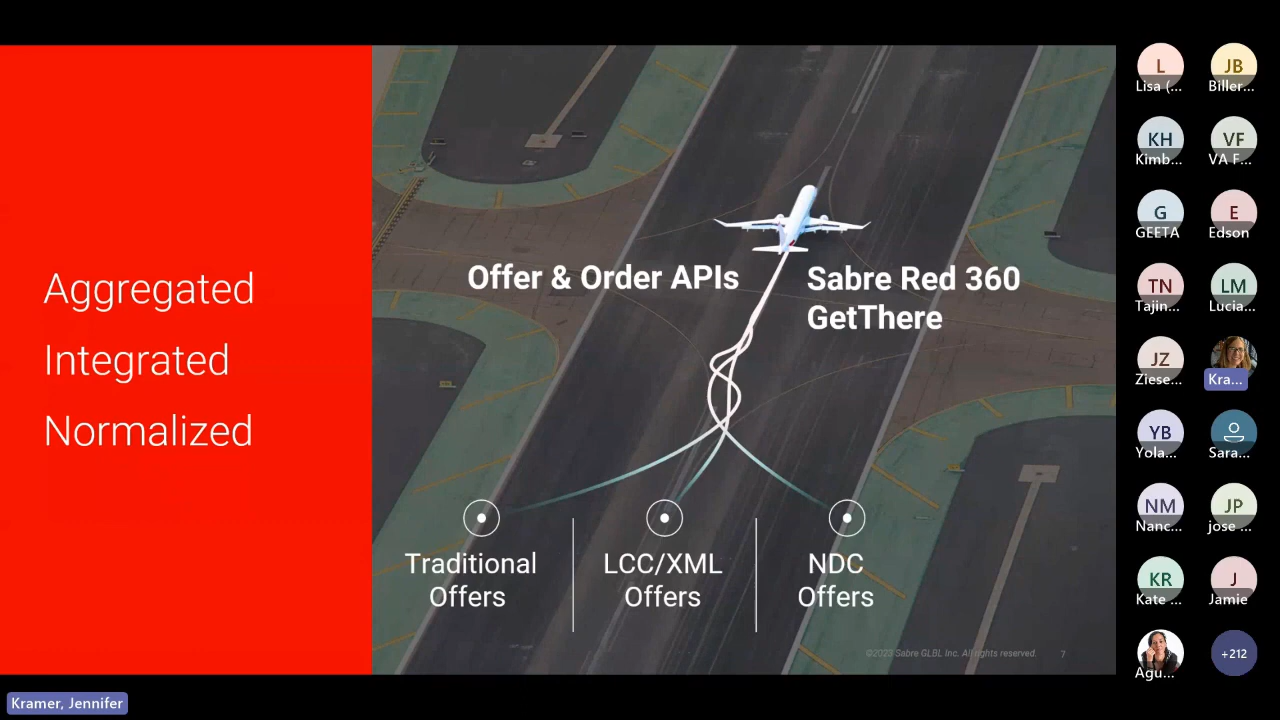 Aggregated
Integrated
Normalized
Offer & Order APIs
Sabre Red 360
GetThere
Traditional
Offers
LCC/XML
Offers
NDC
Offers
©2023 Sabre GLBL Inc. All rights reserved.
7
L
Lisa (...
JB
Biller...
KH
Kimb...
VF
VA F...
G
GEETA
E
Edson
TN
Tajin...
LM
Lucia...
JZ
Ziese...
Kra...
YB
Yola...
Sara...
NM
Nanc...
JP
jose ...
KR
Kate ...
J
Jamie
Agu...
+212
Kramer, Jennifer